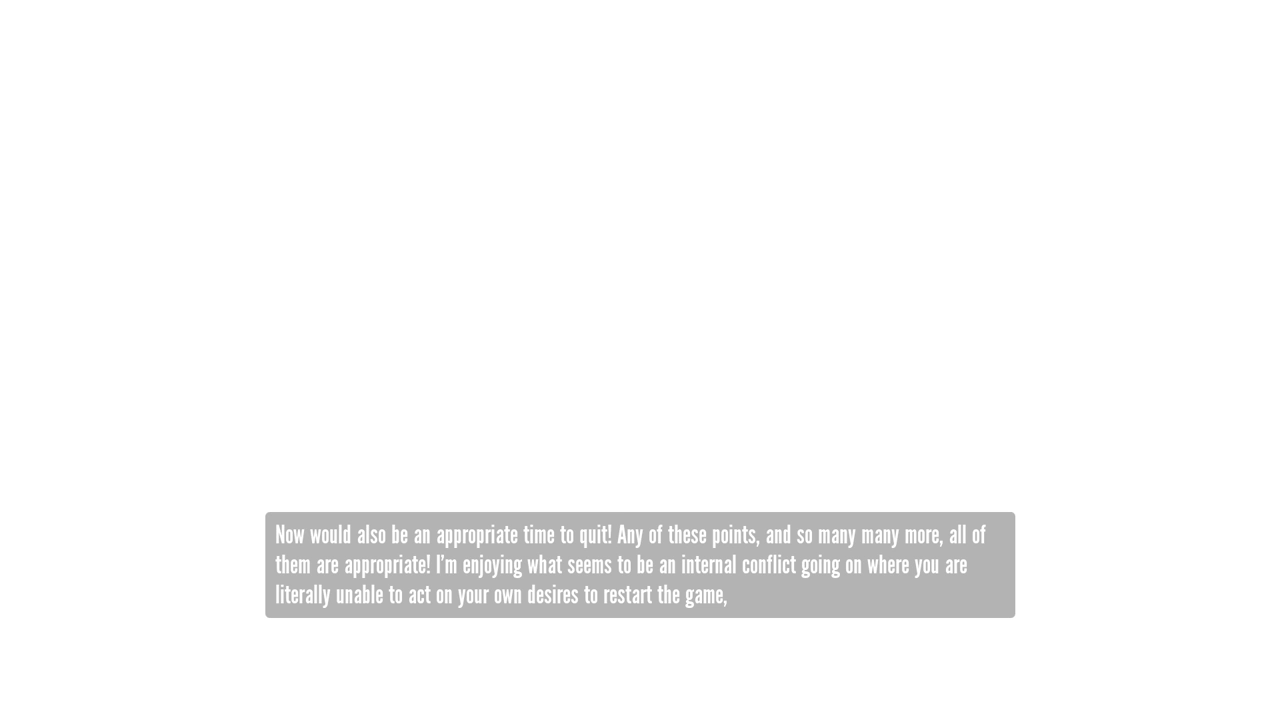 Now would also be an appropriate time to quit! Any of these points, and so many many more, all of
them are appropriate! I'm enjoying what seems to be an internal conflict going on where you are
literally unable to act on your own desires to restart the game,